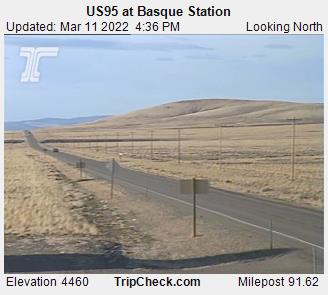 US95 at Basque Station
Updated: Mar 11 2022 4:36 PM Looking North
Elevation 4460 TripCheck.com Milepost 91.62